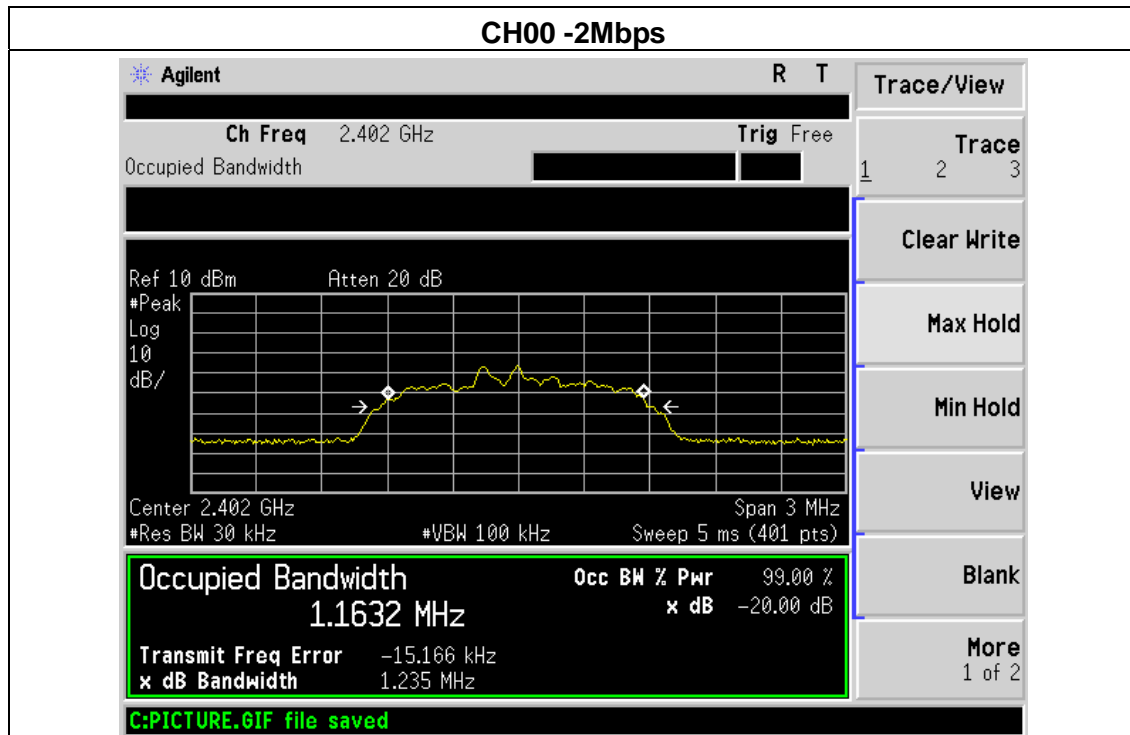 CH00 -2Mbps
Agilent R T
Ch Freq 2.402 GHz Trig Free
Occupied Bandwidth
Ref 10 dBm Atten 20 dB
#Peak
Log
10
dB/
Center 2.402 GHz Span 3 MHz
#Res BW 30 kHz #VBW 100 kHz Sweep 5 ms (401 pts)
Occupied Bandwidth Occ BW % Pwr 99.00 %
1.1632 MHz x dB -20.00 dB
Transmit Freq Error -15.166 kHz
x dB Bandwidth 1.235 MHz
C:PICTURE.GIF file saved
Trace/View
Trace
1 2 3
Clear Write
Max Hold
Min Hold
View
Blank
More
1 of 2